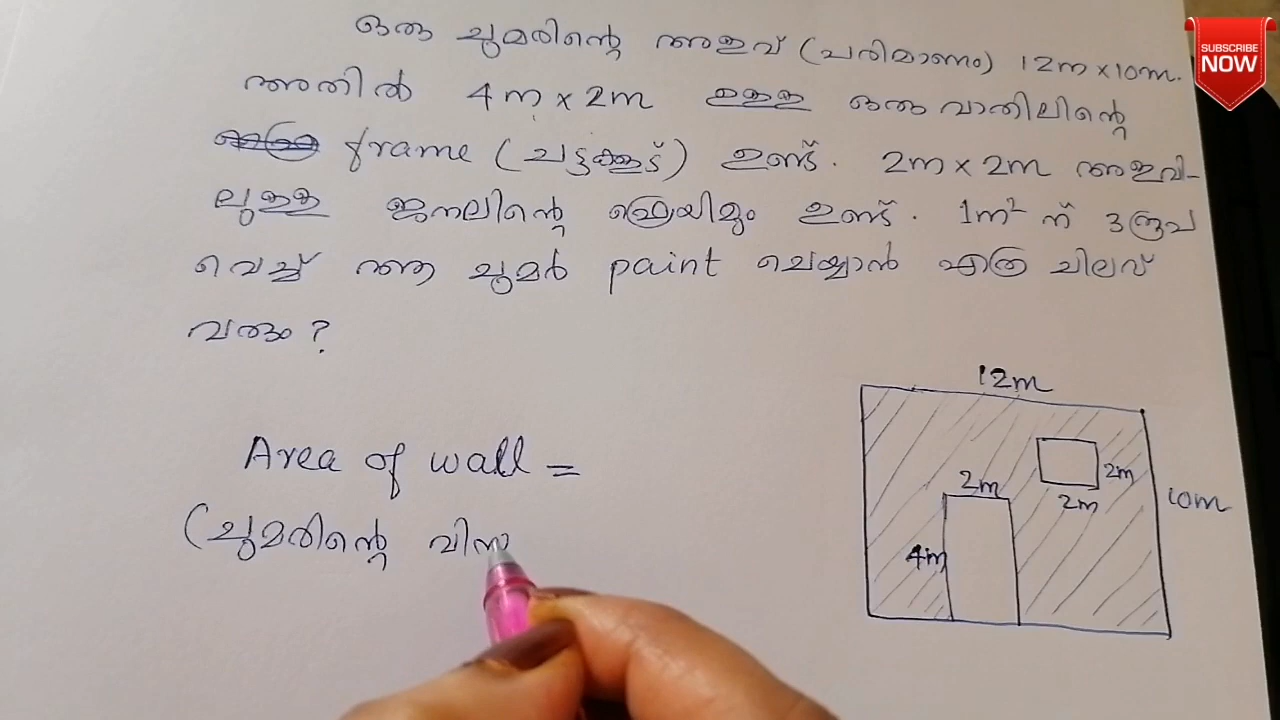 ഒരു ചുമരിന്റെ അളവ് (പരിമാണം) 12m x 10m.
അതിൽ 4m x 2m ഉള്ള ഒരു വാതിലിന്റെ
frame (ചട്ടക്കൂട്) ഉണ്ട്. 2m x 2m അളവി-
ലുള്ള ജനലിന്റെ ഫ്രെയിമും ഉണ്ട്. 1m² ന് 3 രൂപ
വെച്ച് ആ ചുമർ paint ചെയ്യാൻ എത്ര ചിലവ്
വരും?
Area of wall =
(ചുമരിന്റെ
12m
10m
2m
2m
2m
4m
SUBSCRIBE
NOW